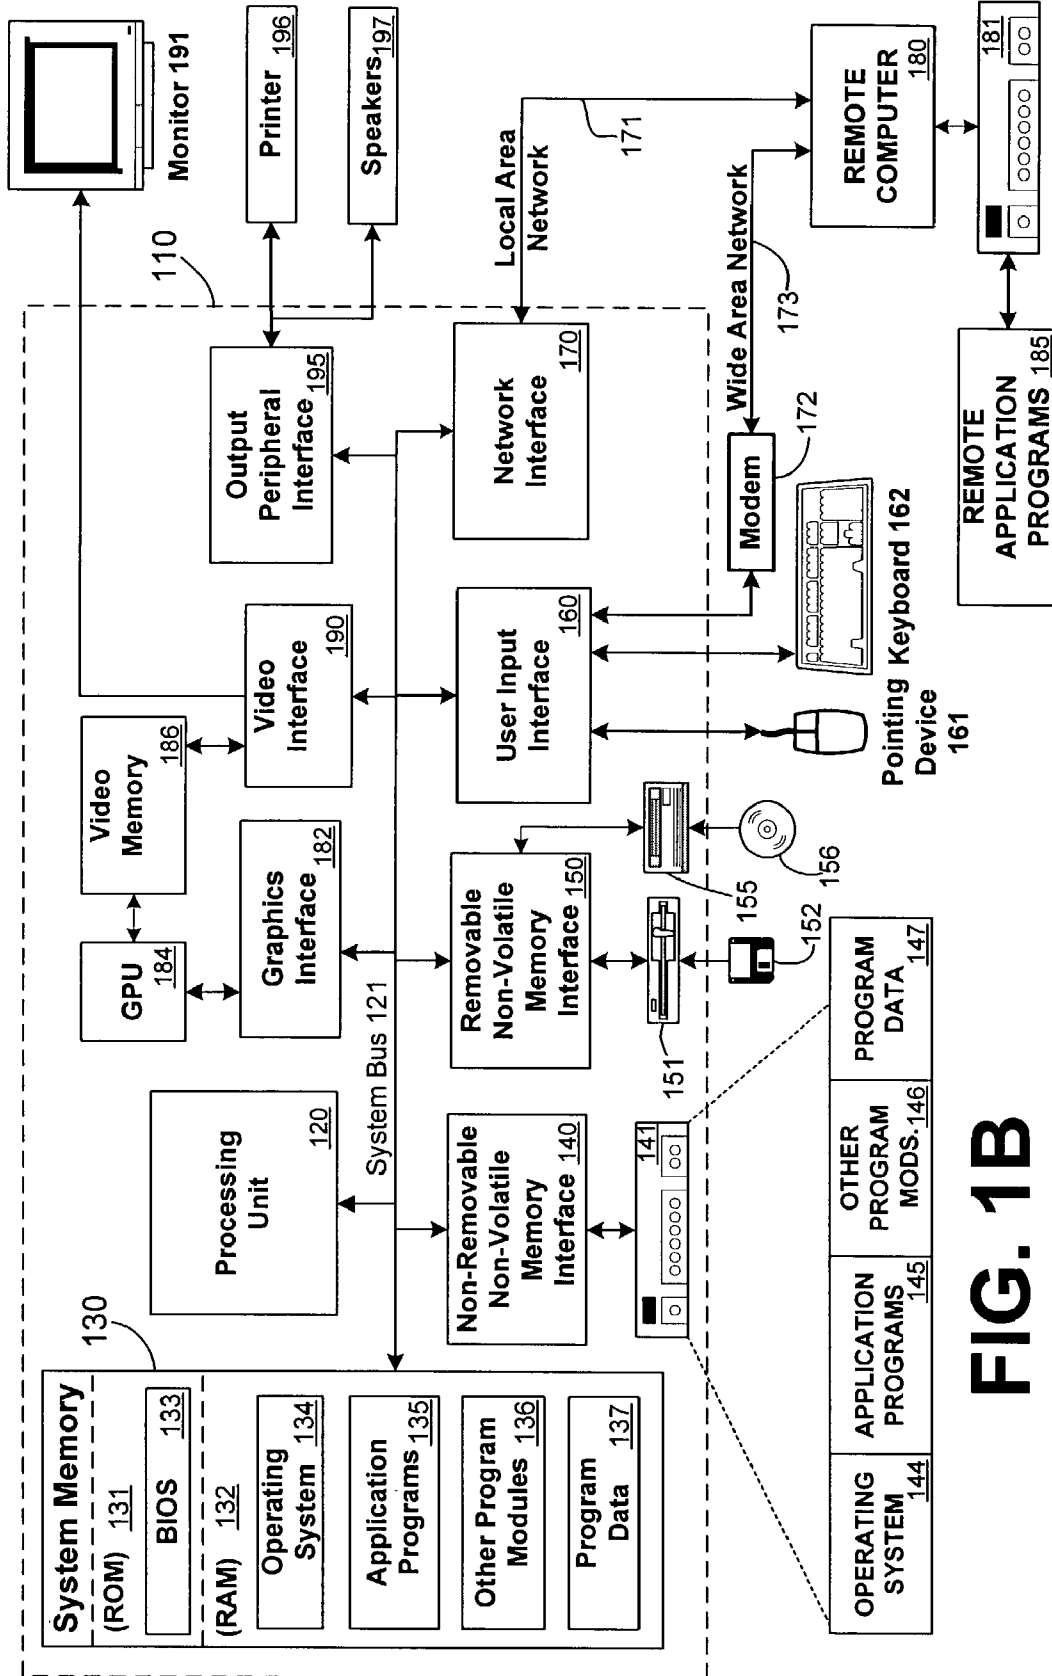 System Memory
(ROM) 131
BIOS 133
(RAM) 132
Operating
System 134
Application
Programs 135
Other Program
Modules 136
Program
Data 137
130
Processing
Unit
120
System Bus 121
GPU
184
Video
Memory
186
Graphics
Interface
182
Video
Interface
190
Output
Peripheral
Interface
195
110
Monitor 191
Printer 196
Speakers 197
Non-Removable
Non-Volatile
Memory
Interface 140
Removable
Non-Volatile
Memory
Interface 150
User Input
Interface
160
Network
Interface
170
Local Area
Network
171
Wide Area Network
173
Modem
172
141
151
152
155
156
Pointing
Device
161
Keyboard 162
REMOTE
COMPUTER
180
181
REMOTE
APPLICATION
PROGRAMS 185
OPERATING
SYSTEM 144
APPLICATION
PROGRAMS 145
OTHER
PROGRAM
MODS. 146
PROGRAM
DATA 147
FIG. 1B